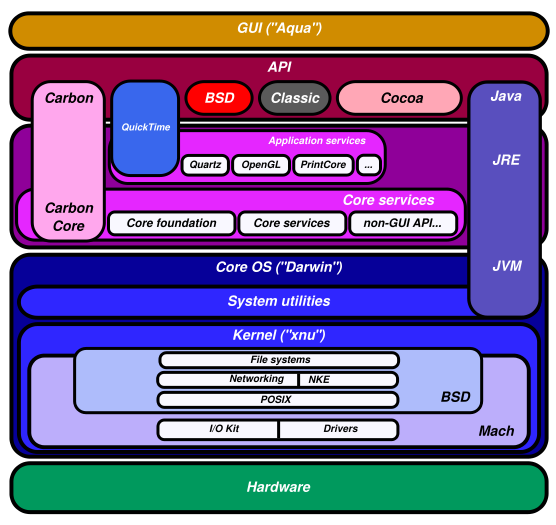 GUI ("Aqua")
API
Carbon
QuickTime
BSD
Classic
Cocoa
Java
Application services
Quartz
OpenGL
PrintCore
...
JRE
Core services
Carbon
Core
Core foundation
Core services
non-GUI API...
Core OS ("Darwin")
JVM
System utilities
Kernel ("xnu")
File systems
Networking
NKE
POSIX
BSD
I/O Kit
Drivers
Mach
Hardware